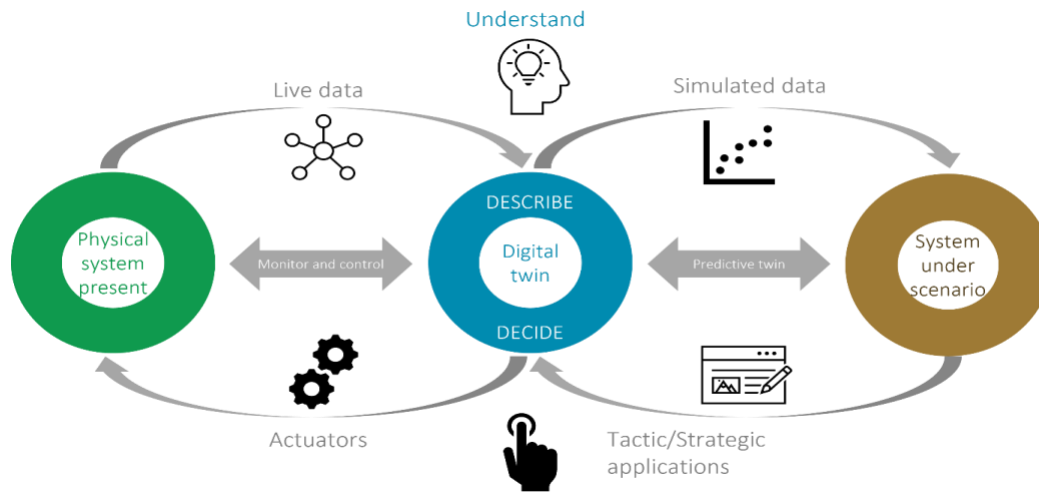 Understand
Live data
Simulated data
DESCRIBE
Physical
system
present
Monitor and control
Digital
twin
Predictive twin
System
under
scenario
DECIDE
Actuators
Tactic/Strategic
applications